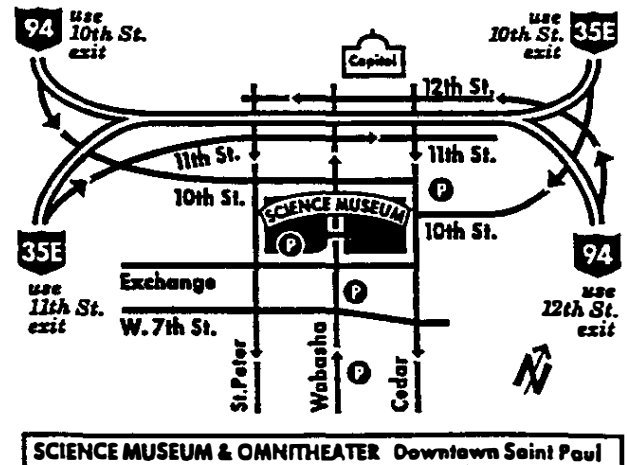 94
use
10th St.
exit
Capitol
use
10th St.
exit
35E
12th St.
11th St.
11th St.
10th St.
P
SCIENCE MUSEUM
P
10th St.
35E
use
11th St.
exit
Exchange
P
94
use
12th St.
exit
W. 7th St.
St. Peter
Wabasha
P
Cedar
N
SCIENCE MUSEUM & OMNITHEATER Downtown Saint Paul